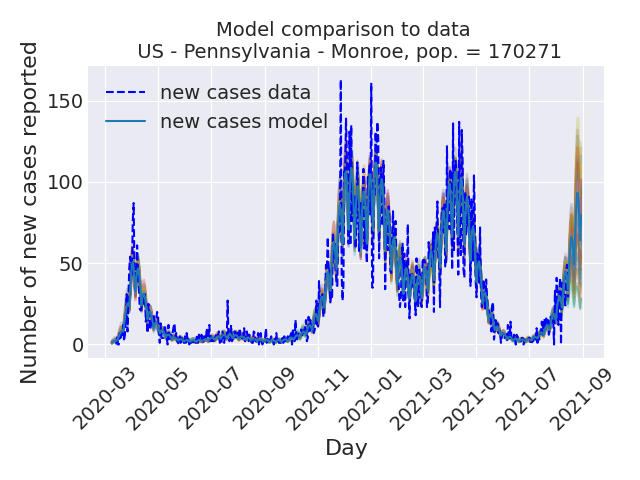 Model comparison to data
US - Pennsylvania - Monroe, pop. = 170271
Number of new cases reported
150
100
50
0
new cases data
new cases model
2020-03
2020-05
2020-07
2020-09
2020-11
2021-01
2021-03
2021-05
2021-07
2021-09
Day